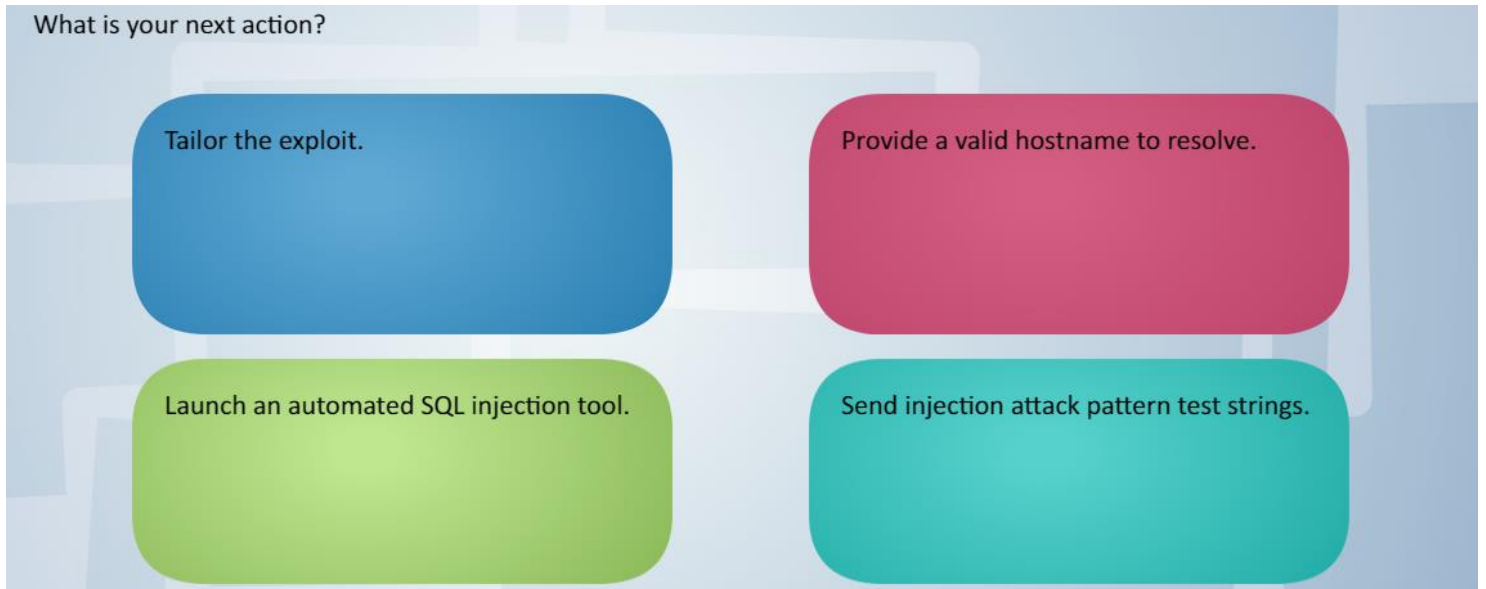 What is your next action?
Tailor the exploit.
Provide a valid hostname to resolve.
Launch an automated SQL injection tool.
Send injection attack pattern test strings.